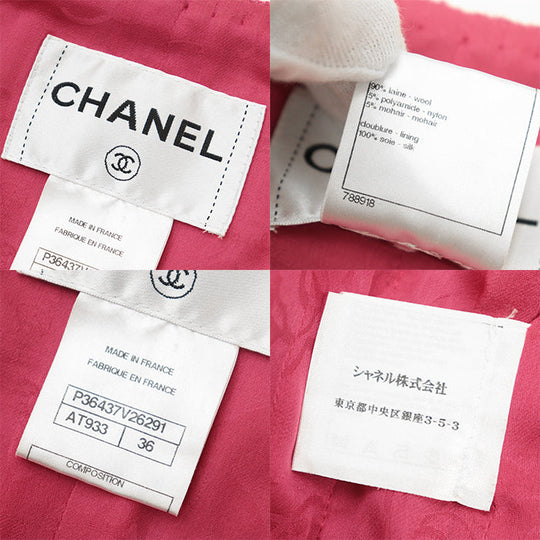 CHANEL
MADE IN FRANCE
FABRIQUE EN FRANCE
P36437V
90% laine - wool
5% polyamide - nylon
5% mohair - mohair
doublure - lining
100% soie - silk
788918
CHA
MADE IN FRANCE
FABRIQUE EN FRANCE
P36437V26291
AT933 36
COMPOSITION
シャネル株式会社
東京都中央区銀座3-5-3